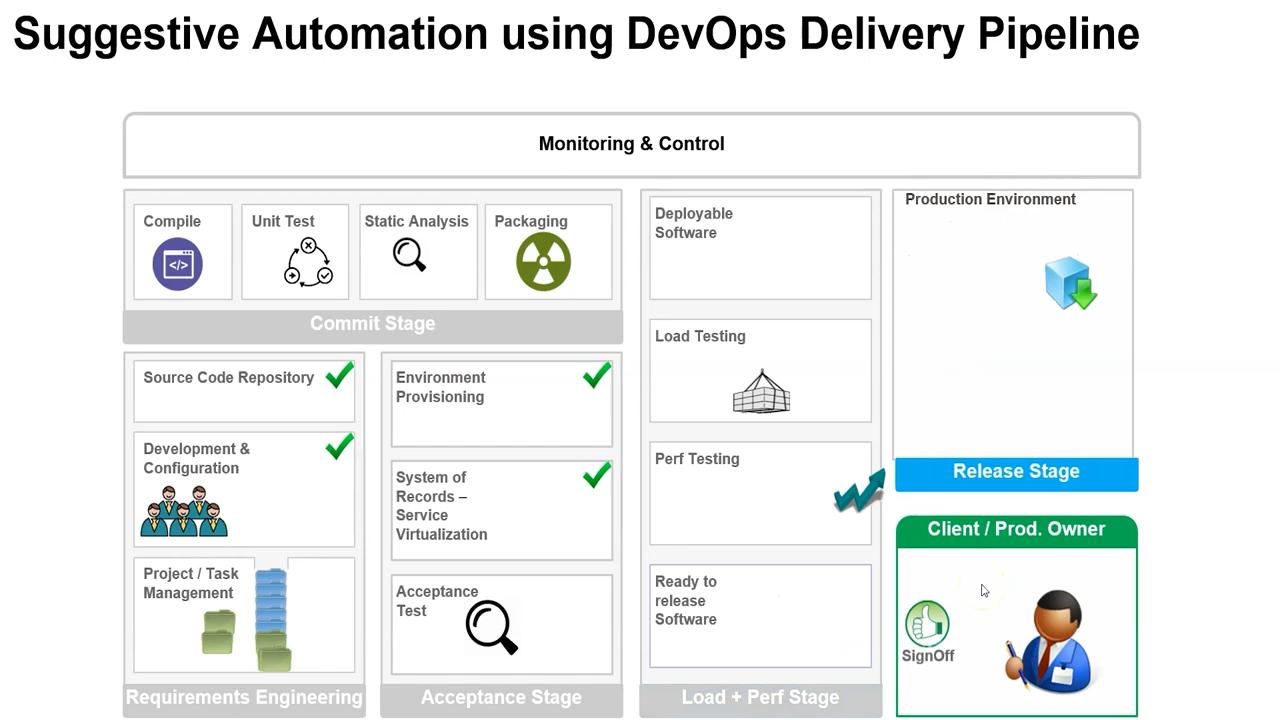 Suggestive Automation using DevOps Delivery Pipeline
Monitoring & Control
Compile
</>
Unit Test
Static Analysis
Packaging
Commit Stage
Source Code Repository
Development &
Configuration
Project / Task
Management
Requirements Engineering
Environment
Provisioning
System of
Records –
Service
Virtualization
Acceptance
Test
Acceptance Stage
Deployable
Software
Load Testing
Perf Testing
Ready to
release
Software
Load + Perf Stage
Production Environment
Release Stage
Client / Prod. Owner
SignOff